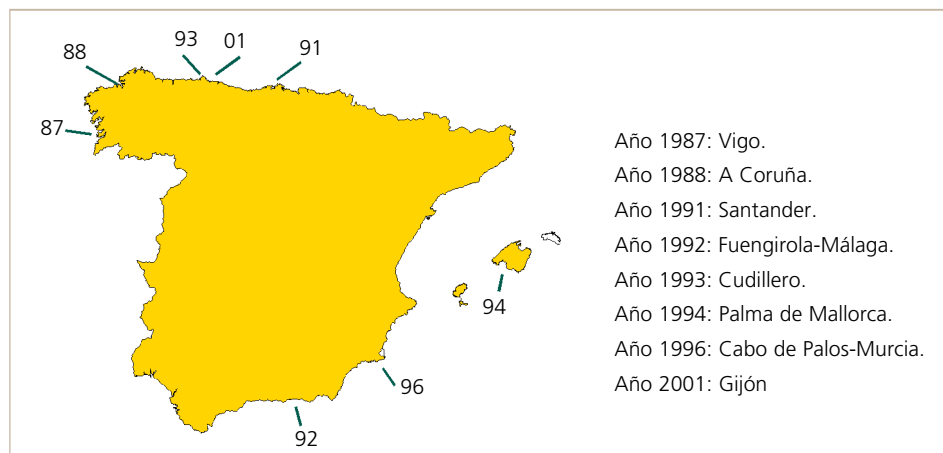 93 01 91
88
87
94
96
92
Año 1987: Vigo.
Año 1988: A Coruña.
Año 1991: Santander.
Año 1992: Fuengirola-Málaga.
Año 1993: Cudillero.
Año 1994: Palma de Mallorca.
Año 1996: Cabo de Palos-Murcia.
Año 2001: Gijón